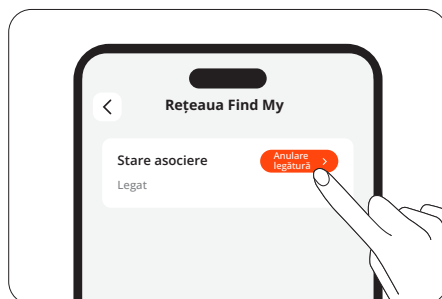 Rețeaua Find My
Stare asociere
Anulare
legătură
Legat